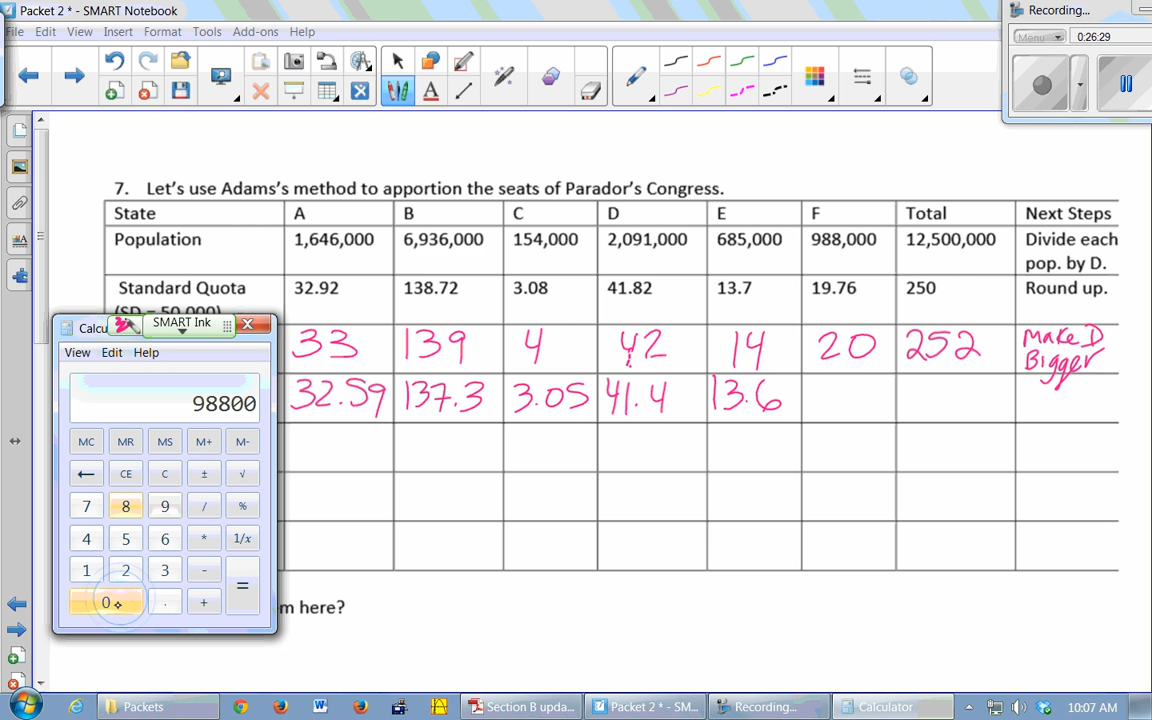 Packet 2 * - SMART Notebook
Recording...
File Edit View Insert Format Tools Add-ons Help
Menu
0:26:29
7. Let's use Adams's method to apportion the seats of Parador's Congress.
State A B C D E F Total Next Steps
Population 1,646,000 6,936,000 154,000 2,091,000 685,000 988,000 12,500,000 Divide each
pop. by D.
Standard Quota 32.92 138.72 3.08 41.82 13.7 19.76 250 Round up.
(SD = 50,000)
33 139 4 42 14 20 252 Make D
Bigger
32.59 137.3 3.05 41.4 13.6
Calcu
SMART Ink
View Edit Help
98800
MC MR MS M+ M-
← CE C ± √
7 8 9 / %
4 5 6 * 1/x
1 2 3 - =
0 . +
em here?
Packets
Section B upda...
Packet 2 * - SM...
Recording...
Calculator
10:07 AM